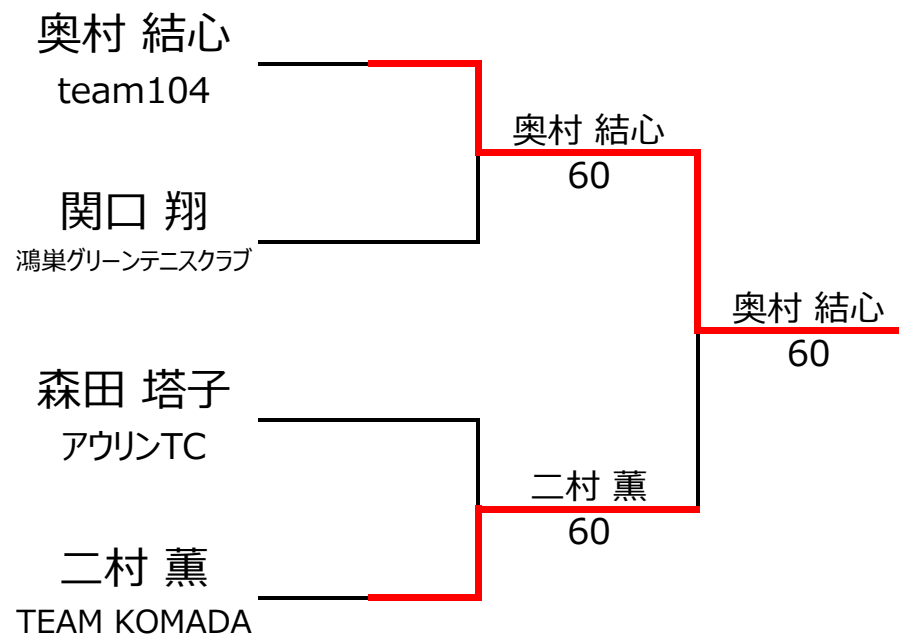 奥村 結心
team104
関口 翔
鴻巣グリーンテニスクラブ
森田 塔子
アウリンTC
二村 薫
TEAM KOMADA
奥村 結心
60
二村 薫
60
奥村 結心
60